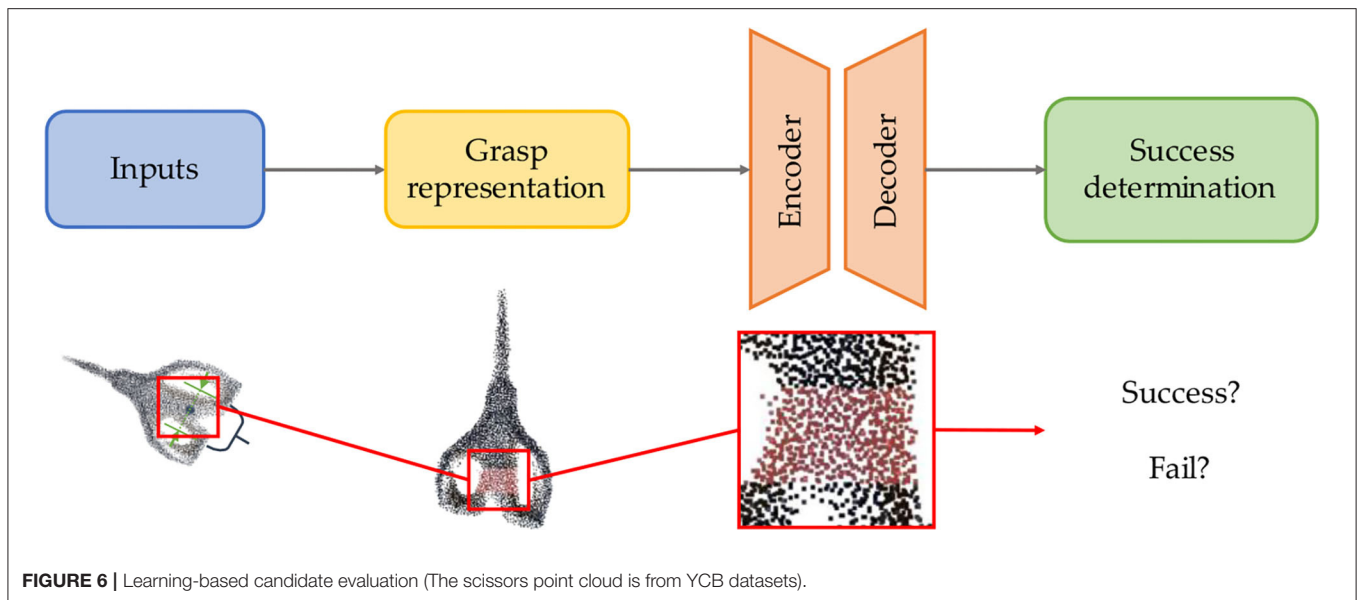 Inputs
Grasp
representation
Encoder
Decoder
Success
determination
Success?
Fail?
FIGURE 6 | Learning-based candidate evaluation (The scissors point cloud is from YCB datasets).